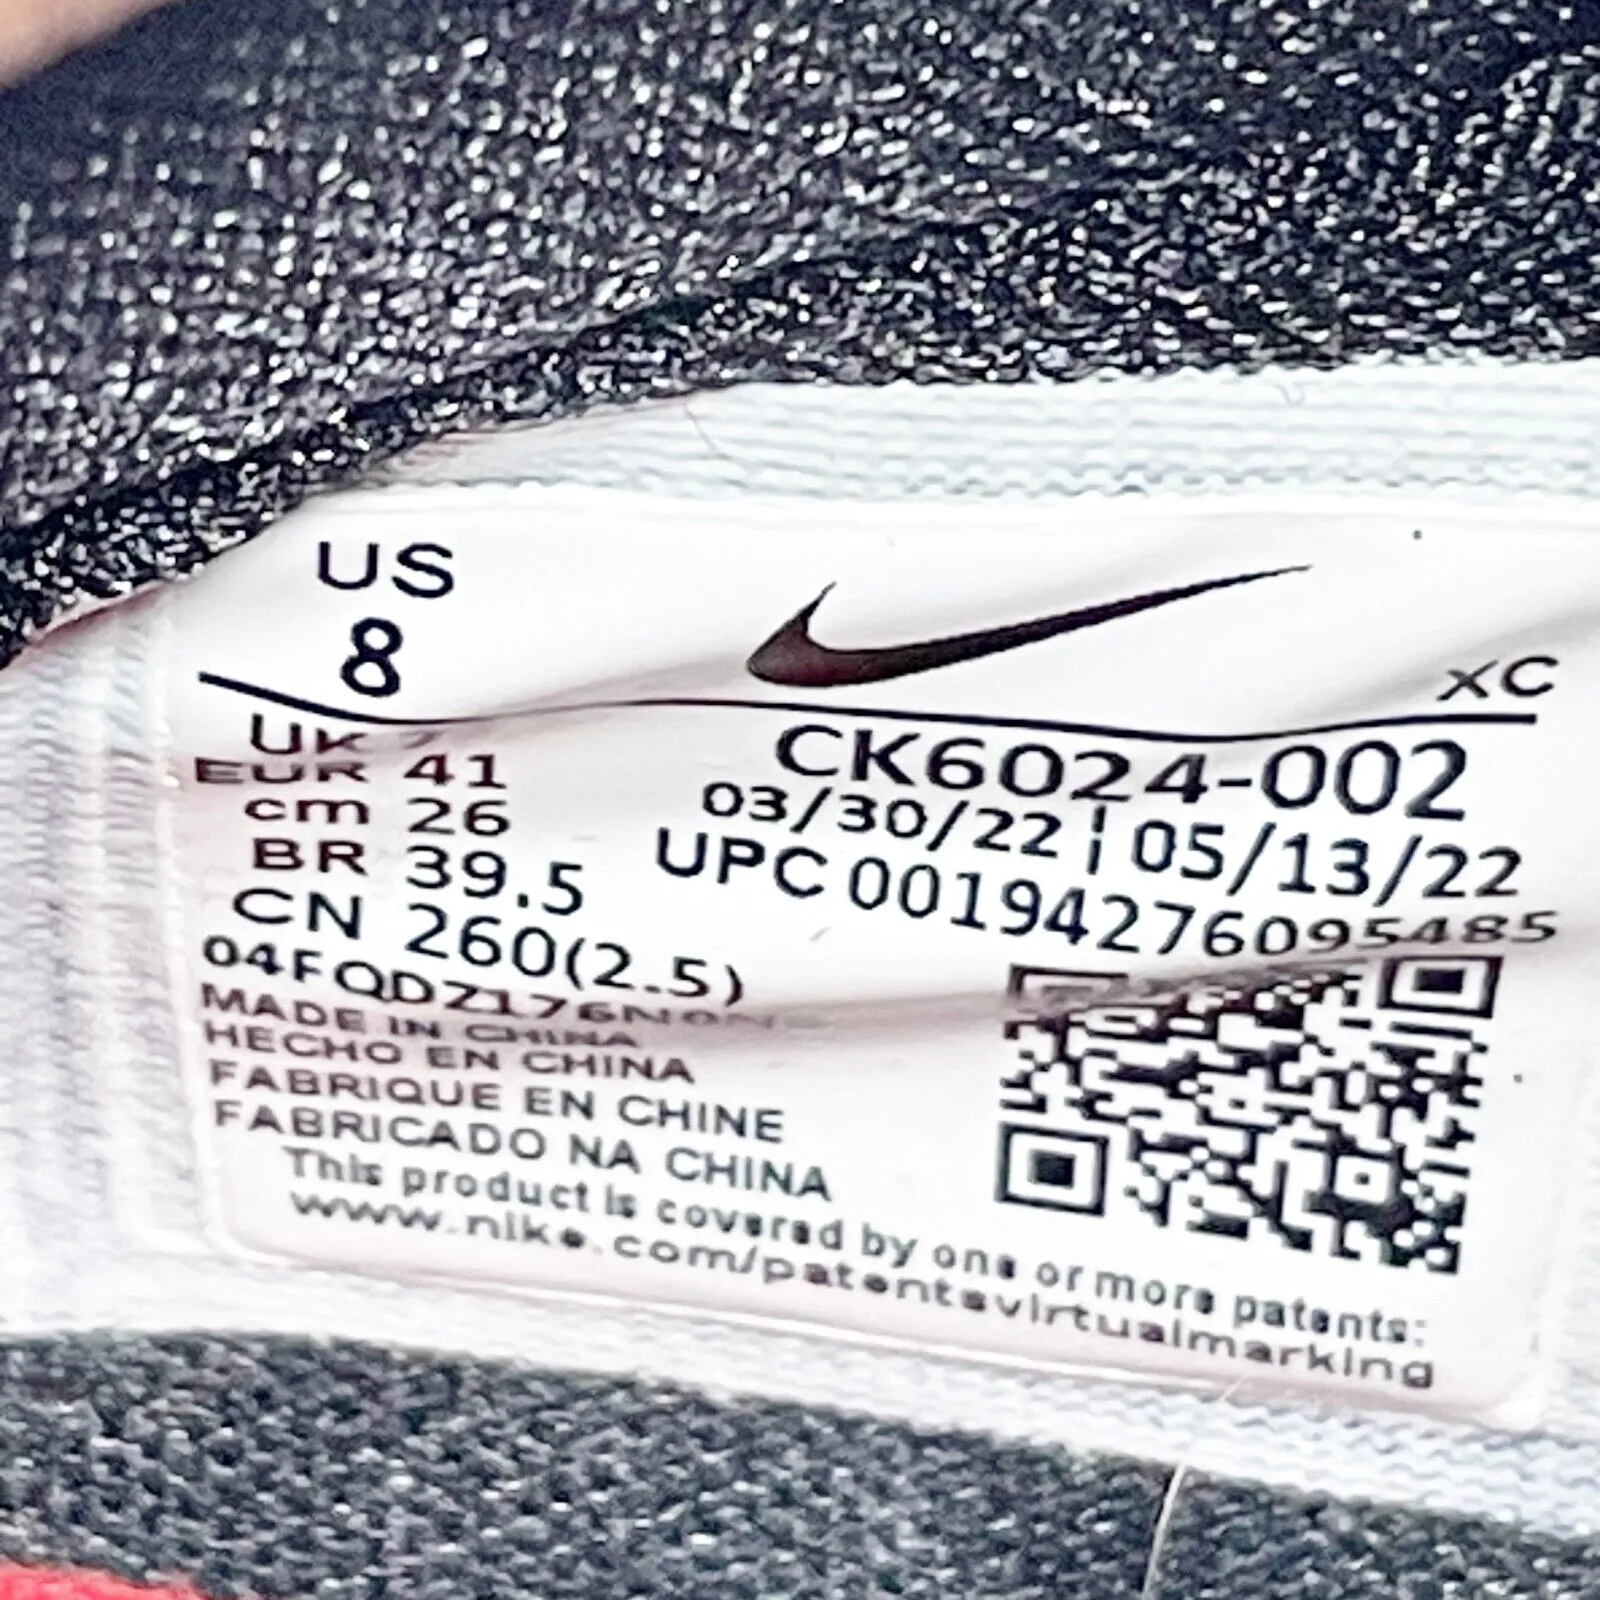 US
8
XC
UK 7
EUR 41
cm 26
BR 39.5
CN 260(2.5)
CK6024-002
03/30/22 | 05/13/22
UPC 00194276095485
MADE IN CHINA
HECHO EN CHINA
FABRIQUE EN CHINE
FABRICADO NA CHINA
This product is covered by one or more patents:
www.nike.com/patentsvirtualmarking